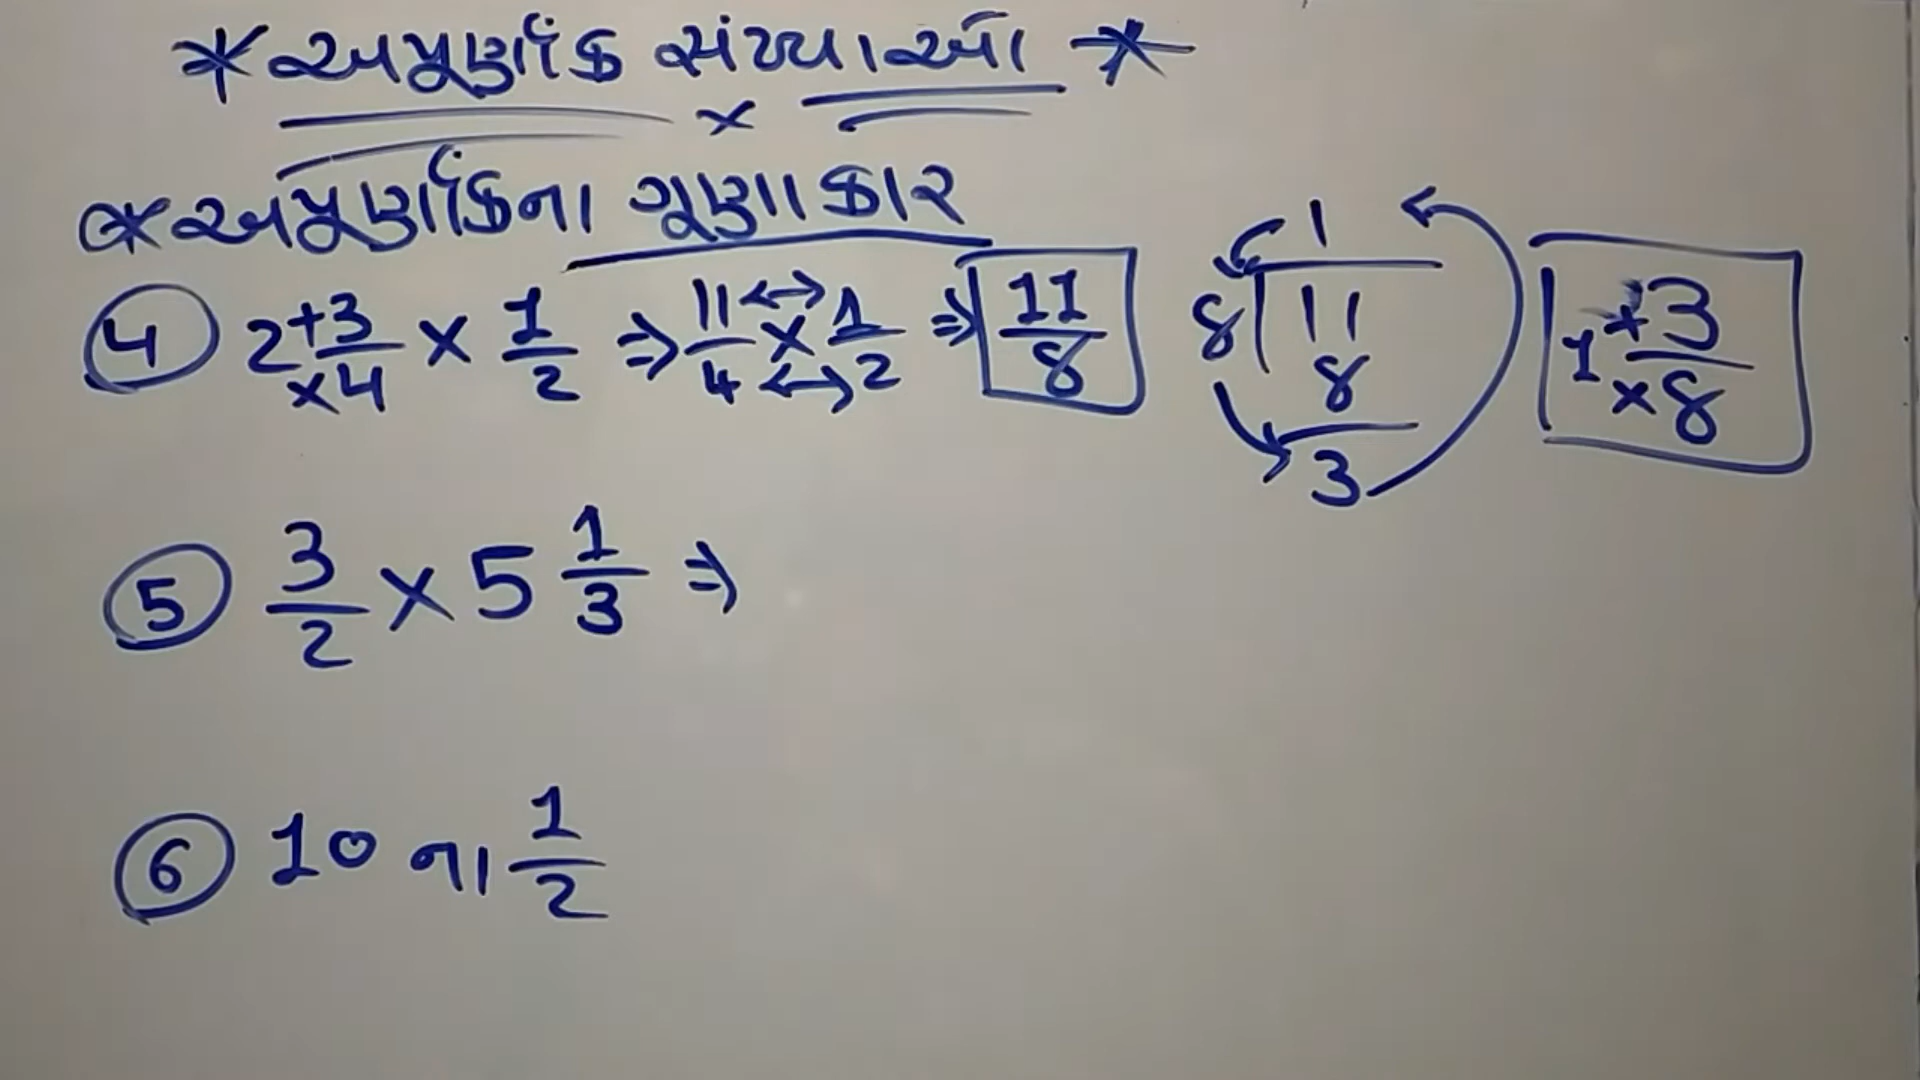 * અપૂર્ણાંક સંખ્યાઓ *
×
* અપૂર્ણાંકના ગૂણાકાર
4 2 +3/×4 × 1/2 ⇒ 11/4 ↔ × ↔ 1/2 ⇒ 11/8
1
8 11
8
3
1 +3/×8
5 3/2 × 5 1/3 ⇒
6 10 ના 1/2